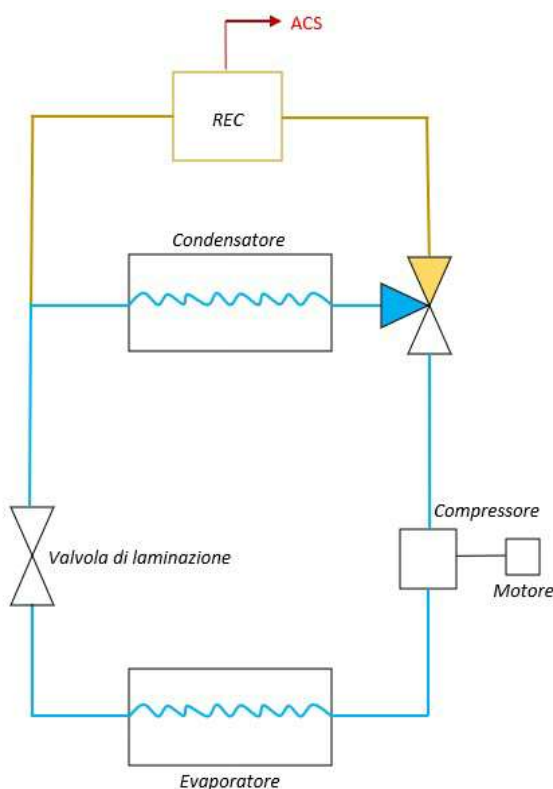 ACS
REC
Condensatore
Compressore
Valvola di laminazione
Motore
Evaporatore